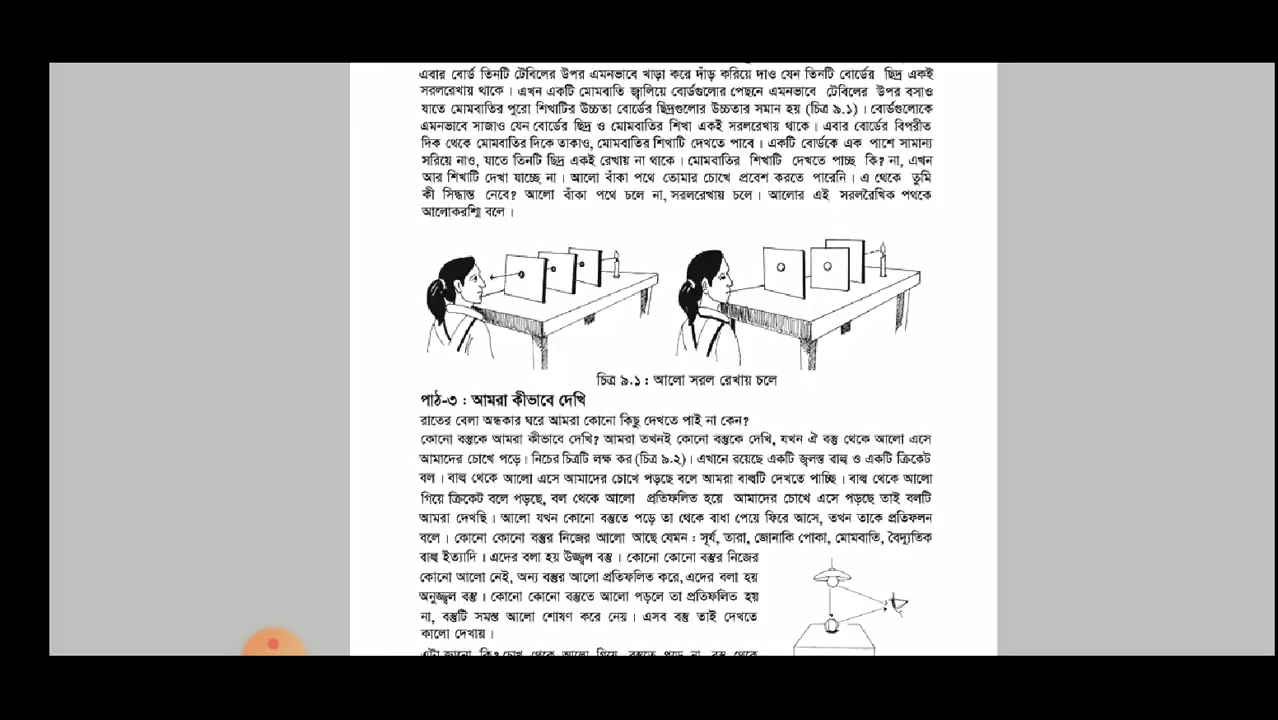 এবার বোর্ড তিনটি টেবিলের উপর এমনভাবে খাড়া করে দাঁড় করিয়ে দাও যেন তিনটি বোর্ডের ছিদ্র একই
সরলরেখায় থাকে। এখন একটি মোমবাতি জ্বালিয়ে বোর্ডগুলোর পেছনে এমনভাবে টেবিলের উপর বসাও
যাতে মোমবাতির পুরো শিখাটির উচ্চতা বোর্ডের ছিদ্রগুলোর উচ্চতার সমান হয় (চিত্র ৯.১)। বোর্ডগুলোকে
এমনভাবে সাজাও যেন বোর্ডের ছিদ্র ও মোমবাতির শিখা একই সরলরেখায় থাকে। এবার বোর্ডের বিপরীত
দিক থেকে মোমবাতির দিকে তাকাও, মোমবাতির শিখাটি দেখতে পাবে। একটি বোর্ডকে এক পাশে সামান্য
সরিয়ে নাও, যাতে তিনটি ছিদ্র একই রেখায় না থাকে। মোমবাতির শিখাটি দেখতে পাচ্ছ কি? না, এখন
আর শিখাটি দেখা যাচ্ছে না। আলো বাঁকা পথে তোমার চোখে প্রবেশ করতে পারেনি। এ থেকে তুমি
কী সিদ্ধান্ত নেবে? আলো বাঁকা পথে চলে না, সরলরেখায় চলে। আলোর এই সরলরৈখিক পথকে
আলোকরশ্মি বলে।
চিত্র ৯.১ : আলো সরল রেখায় চলে
পাঠ-৩ : আমরা কীভাবে দেখি
রাতের বেলা অন্ধকার ঘরে আমরা কোনো কিছু দেখতে পাই না কেন?
কোনো বস্তুকে আমরা কীভাবে দেখি? আমরা তখনই কোনো বস্তুকে দেখি, যখন ঐ বস্তু থেকে আলো এসে
আমাদের চোখে পড়ে। নিচের চিত্রটি লক্ষ কর (চিত্র ৯.২)। এখানে রয়েছে একটি জ্বলন্ত বাল্ব ও একটি ক্রিকেট
বল। বাল্ব থেকে আলো এসে আমাদের চোখে পড়ছে বলে আমরা বাল্বটি দেখতে পাচ্ছি। বাল্ব থেকে আলো
গিয়ে ক্রিকেট বলে পড়ছে, বল থেকে আলো প্রতিফলিত হয়ে আমাদের চোখে এসে পড়ছে তাই বলটি
আমরা দেখছি। আলো যখন কোনো বস্তুতে পড়ে তা থেকে বাধা পেয়ে ফিরে আসে, তখন তাকে প্রতিফলন
বলে। কোনো কোনো বস্তুর নিজের আলো আছে যেমন : সূর্য, তারা, জোনাকি পোকা, মোমবাতি, বৈদ্যুতিক
বাল্ব ইত্যাদি। এদের বলা হয় উজ্জ্বল বস্তু। কোনো কোনো বস্তুর নিজের
কোনো আলো নেই, অন্য বস্তুর আলো প্রতিফলিত করে, এদের বলা হয়
অনুজ্জ্বল বস্তু। কোনো কোনো বস্তুতে আলো পড়লে তা প্রতিফলিত হয়
না, বস্তুটি সমস্ত আলো শোষণ করে নেয়। এসব বস্তু তাই দেখতে
কালো দেখায়।
এটা জানো কি? চোখ থেকে আলো গিয়ে বস্তুতে পড়ে না, বস্তু থেকে